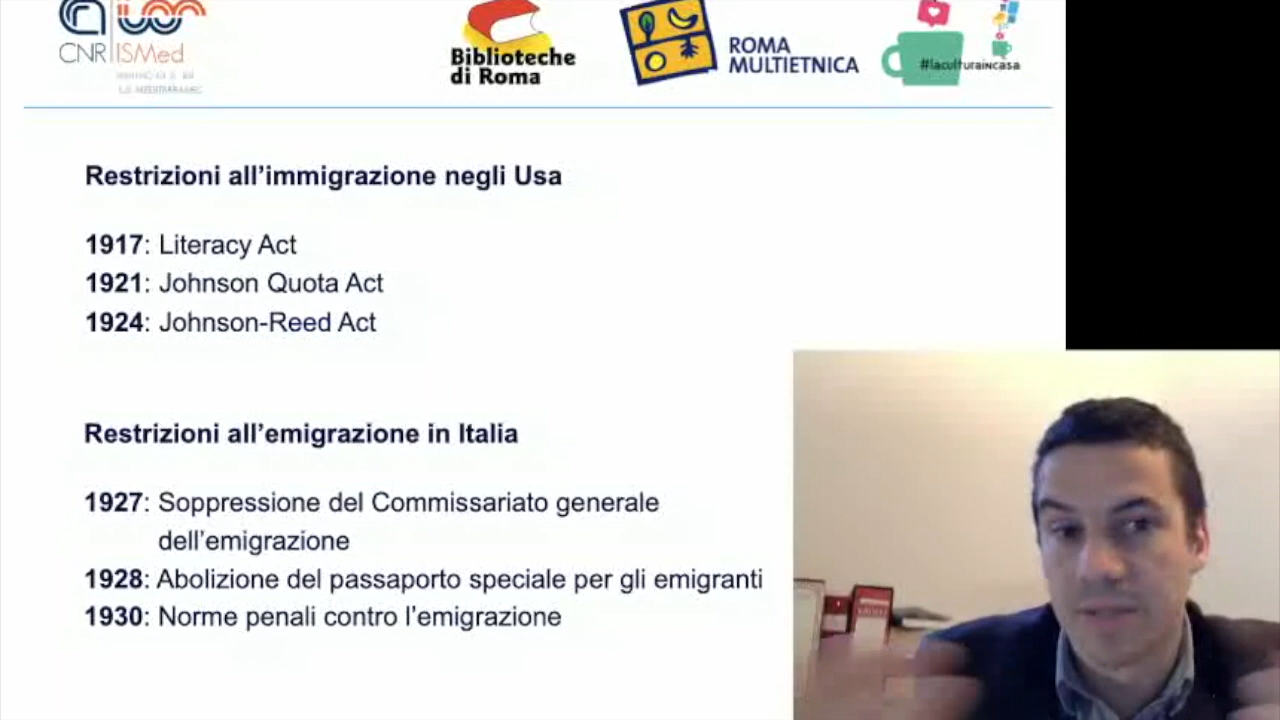 CNR ISMed
Biblioteche
di Roma
ROMA
MULTIETNICA
#laculturaincasa
Restrizioni all’immigrazione negli Usa
1917: Literacy Act
1921: Johnson Quota Act
1924: Johnson-Reed Act
Restrizioni all’emigrazione in Italia
1927: Soppressione del Commissariato generale
dell’emigrazione
1928: Abolizione del passaporto speciale per gli emigranti
1930: Norme penali contro l’emigrazione